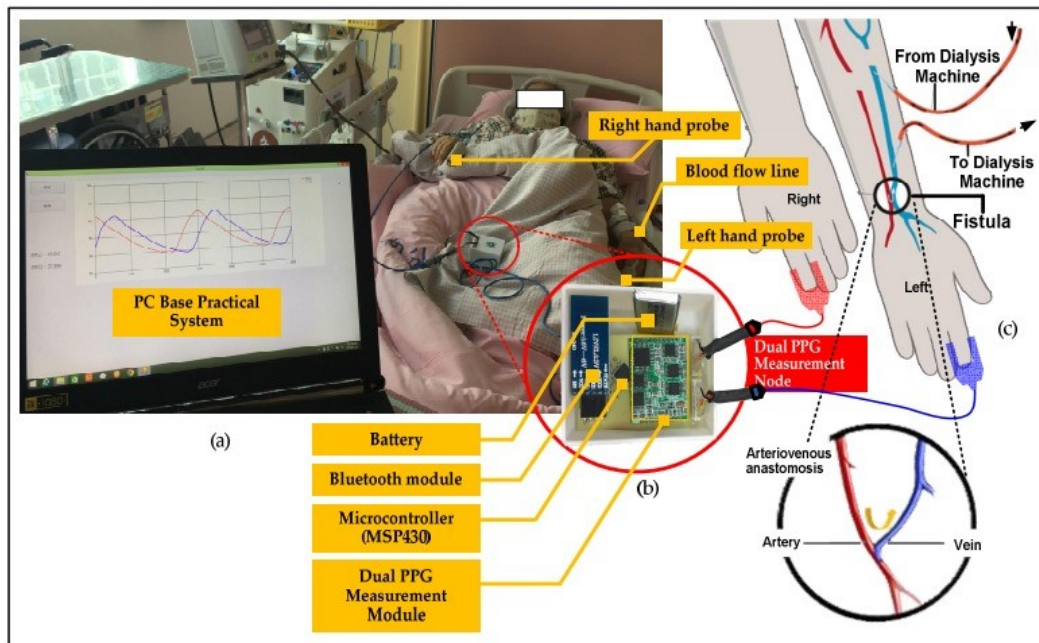 Right hand probe
Blood flow line
Left hand probe
PC Base Practical
System
acer
(a)
Battery
Bluetooth module
Microcontroller
(MSP430)
Dual PPG
Measurement
Module
(b)
Dual PPG
Measurement
Node
From Dialysis
Machine
To Dialysis
Machine
Fistula
Right
Left
(c)
Arteriovenous
anastomosis
Artery
Vein